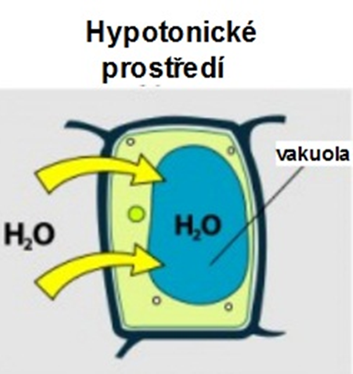 Hypotonické
prostředí
vakuola
H₂O
H₂O